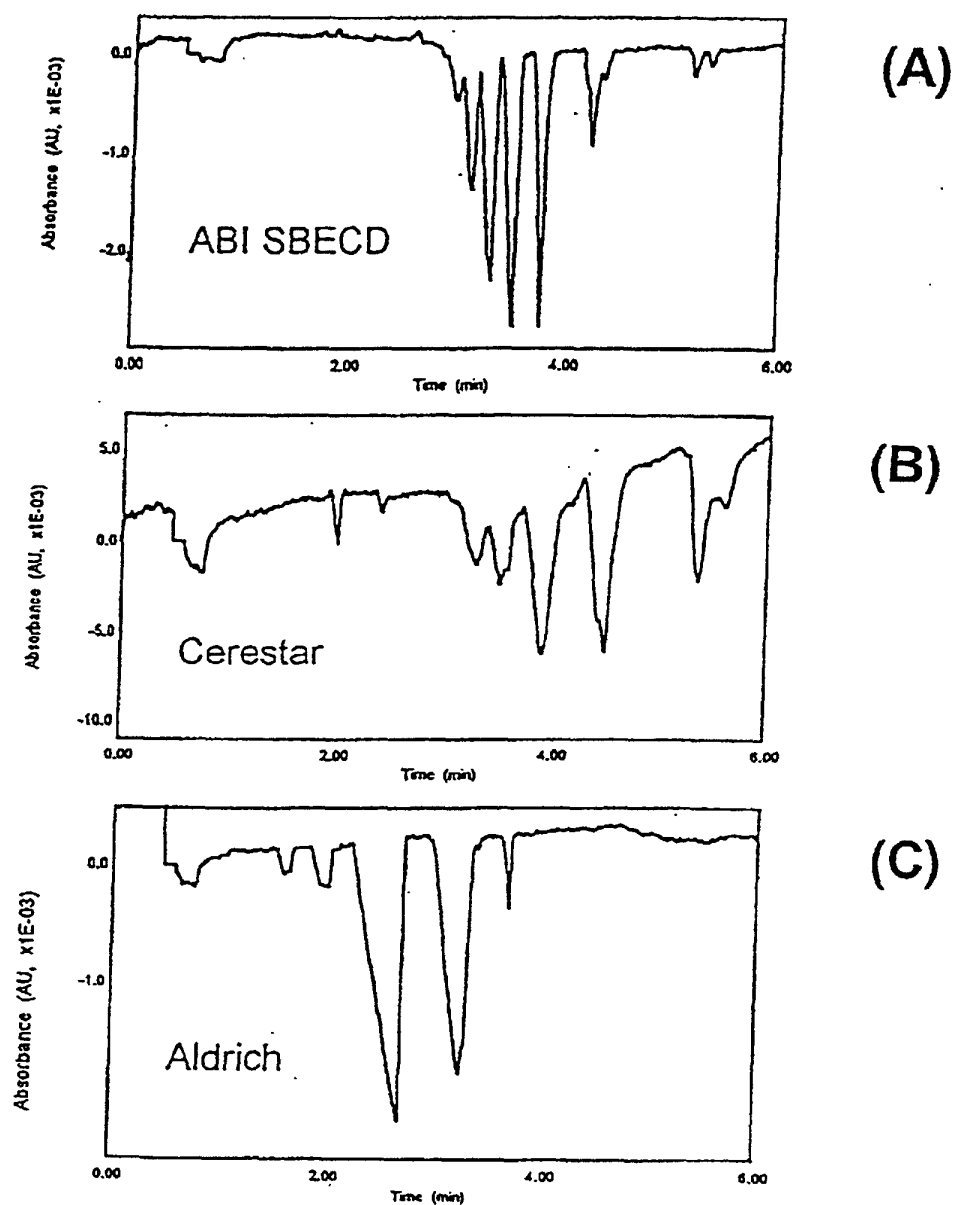 (A)
Absorbance (AU, x1E-03)
0.0
-1.0
-2.0
ABI SBECD
0.00 2.00 4.00 6.00
Time (min)
(B)
Absorbance (AU, x1E-03)
5.0
0.0
-5.0
-10.0
Cerestar
0.00 2.00 4.00 6.00
Time (min)
(C)
Absorbance (AU, x1E-03)
0.0
-1.0
Aldrich
0.00 2.00 4.00 6.00
Time (min)